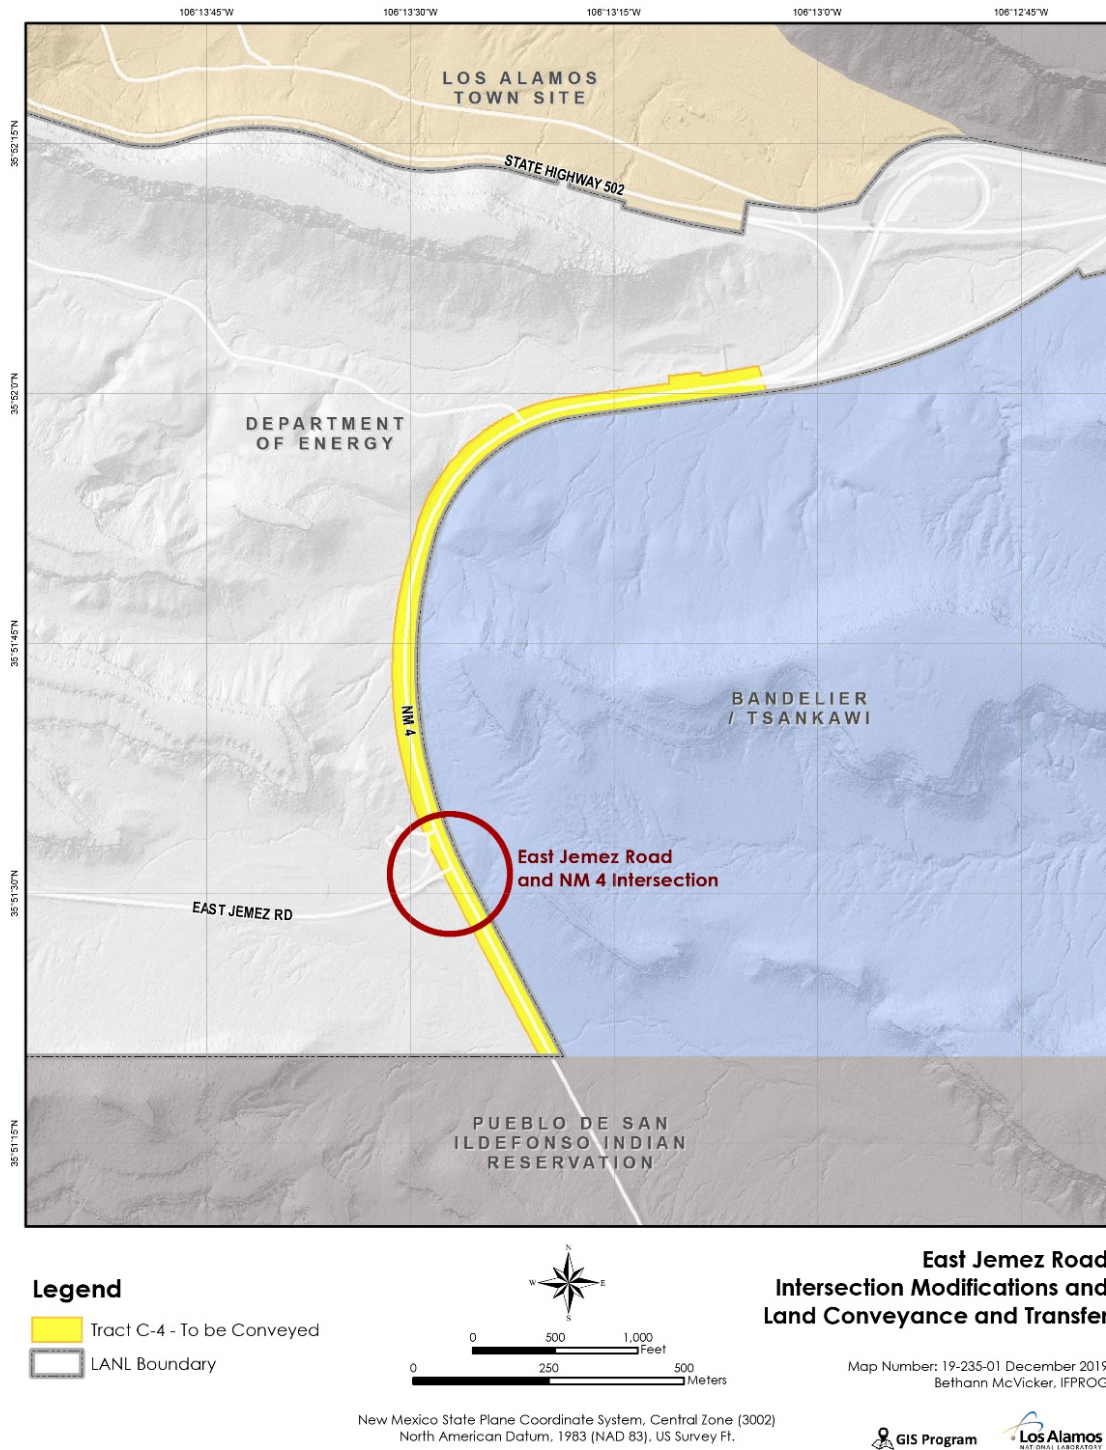 106°13'45"W
106°13'30"W
106°13'15"W
106°13'0"W
106°12'45"W
35°52'15"N
35°52'0"N
35°51'45"N
35°51'30"N
35°51'15"N
LOS ALAMOS
TOWN SITE
STATE HIGHWAY 502
DEPARTMENT
OF ENERGY
BANDELIER
/ TSANKAWI
NM 4
East Jemez Road
and NM 4 Intersection
EAST JEMEZ RD
PUEBLO DE SAN
ILDEFONSO INDIAN
RESERVATION
Legend
Tract C-4 - To be Conveyed
LANL Boundary
N
W
E
S
0 500 1,000
Feet
0 250 500
Meters
New Mexico State Plane Coordinate System, Central Zone (3002)
North American Datum, 1983 (NAD 83), US Survey Ft.
East Jemez Road
Intersection Modifications and
Land Conveyance and Transfer
Map Number: 19-235-01 December 2019
Bethann McVicker, IFPROG
GIS Program
Los Alamos
NATIONAL LABORATORY